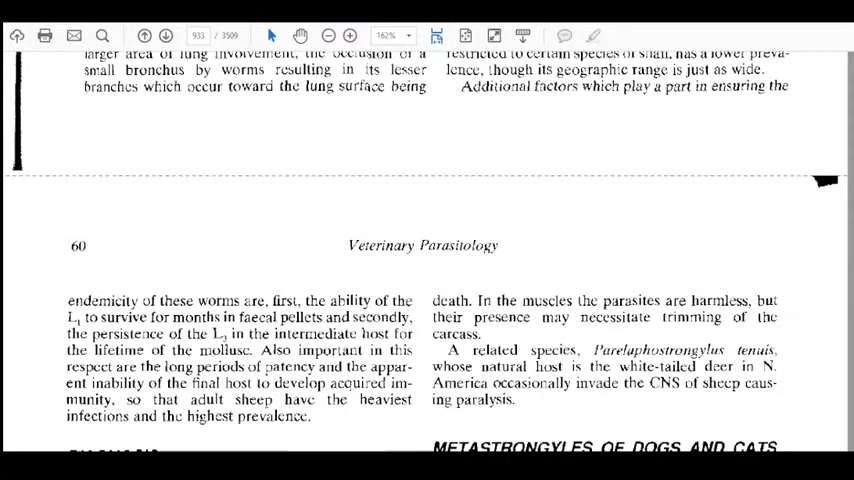 933 / 3509
162%
larger area of lung involvement, the occlusion of a
small bronchus by worms resulting in its lesser
branches which occur toward the lung surface being
restricted to certain species of snail, has a lower preva-
lence, though its geographic range is just as wide.
Additional factors which play a part in ensuring the
60
Veterinary Parasitology
endemicity of these worms are, first, the ability of the
L1 to survive for months in faecal pellets and secondly,
the persistence of the L3 in the intermediate host for
the lifetime of the mollusc. Also important in this
respect are the long periods of patency and the appar-
ent inability of the final host to develop acquired im-
munity, so that adult sheep have the heaviest
infections and the highest prevalence.
death. In the muscles the parasites are harmless, but
their presence may necessitate trimming of the
carcass.
A related species, Parelaphostrongylus tenuis,
whose natural host is the white-tailed deer in N.
America occasionally invade the CNS of sheep caus-
ing paralysis.
METASTRONGYLES OF DOGS AND CATS